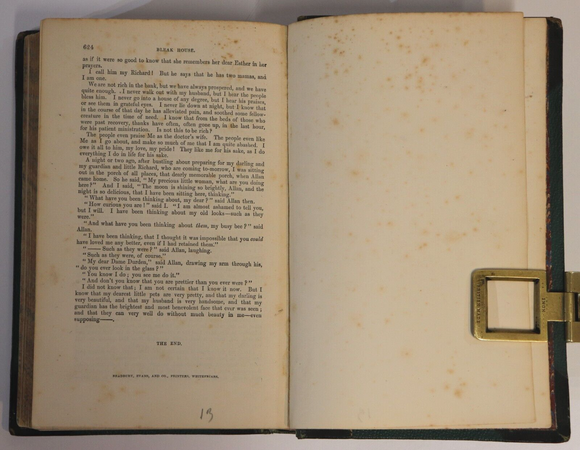 624 BLEAK HOUSE.
as if it were so good to know that she remembers her dear Esther in her
prayers.
I call him my Richard! But he says that he has two mamas, and
I am one.
We are not rich in the bank, but we have always prospered, and we have
quite enough. I never walk out with my husband, but I hear the people
bless him. I never go into a house of any degree, but I hear his praises,
or see them in grateful eyes. I never lie down at night, but I know that
in the course of that day he has alleviated pain, and soothed some fellow-
creature in the time of need. I know that from the beds of those who
were past recovery, thanks have often, often gone up, in the last hour,
for his patient ministration. Is not this to be rich?
The people even praise Me as the doctor's wife. The people even like
Me as I go about, and make so much of me that I am quite abashed. I
owe it all to him, my love, my pride! They like me for his sake, as I do
everything I do in life for his sake.
A night or two ago, after bustling about preparing for my darling and
my guardian and little Richard, who are coming to-morrow, I was sitting
out in the porch of all places, that dearly memorable porch, when Allan
came home. So he said, "My precious little woman, what are you doing
here?" And I said, "The moon is shining so brightly, Allan, and the
night is so delicious, that I have been sitting here, thinking."
"What have you been thinking about, my dear?" said Allan then.
"How curious you are!" said I. "I am almost ashamed to tell you,
but I will. I have been thinking about my old looks—such as they
were."
"And what have you been thinking about them, my busy bee?" said
Allan.
"I have been thinking, that I thought it was impossible that you could
have loved me any better, even if I had retained them."
"—— Such as they were?" said Allan, laughing.
"Such as they were, of course."
"My dear Dame Durden," said Allan, drawing my arm through his,
"do you ever look in the glass?"
"You know I do; you see me do it."
"And don't you know that you are prettier than you ever were?"
I did not know that; I am not certain that I know it now. But I
know that my dearest little pets are very pretty, and that my darling is
very beautiful, and that my husband is very handsome, and that my
guardian has the brightest and most benevolent face that ever was seen;
and that they can very well do without much beauty in me—even
supposing——.
THE END.
BRADBURY, EVANS, AND CO., PRINTERS, WHITEFRIARS.
13